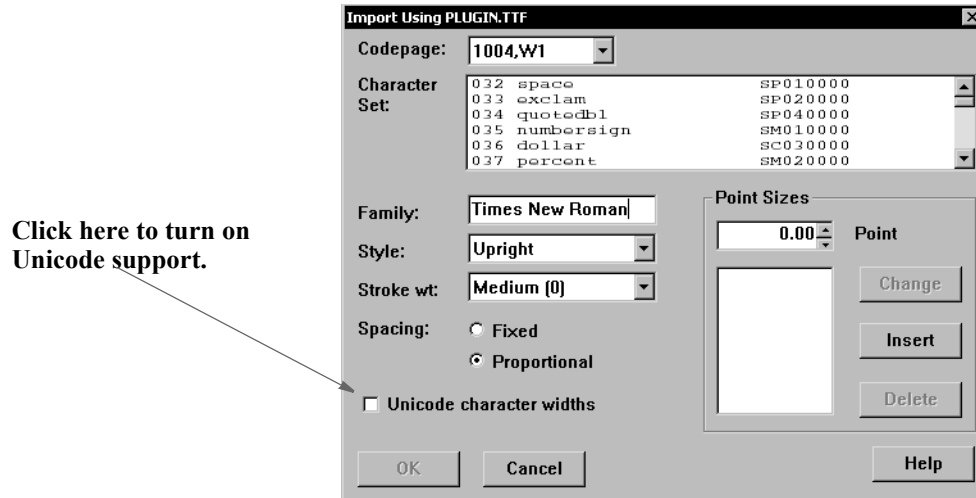 Import Using PLUGIN.TTF
Codepage: 1004,W1
Character Set:
032 space SP010000
033 exclam SP020000
034 quotedbl SP040000
035 numbersign SM010000
036 dollar SC030000
037 percent SM020000
Click here to turn on
Unicode support.
Family: Times New Roman
Style: Upright
Stroke wt: Medium (0)
Spacing: Fixed
Proportional
Unicode character widths
Point Sizes
0.00 Point
Change
Insert
Delete
OK Cancel Help